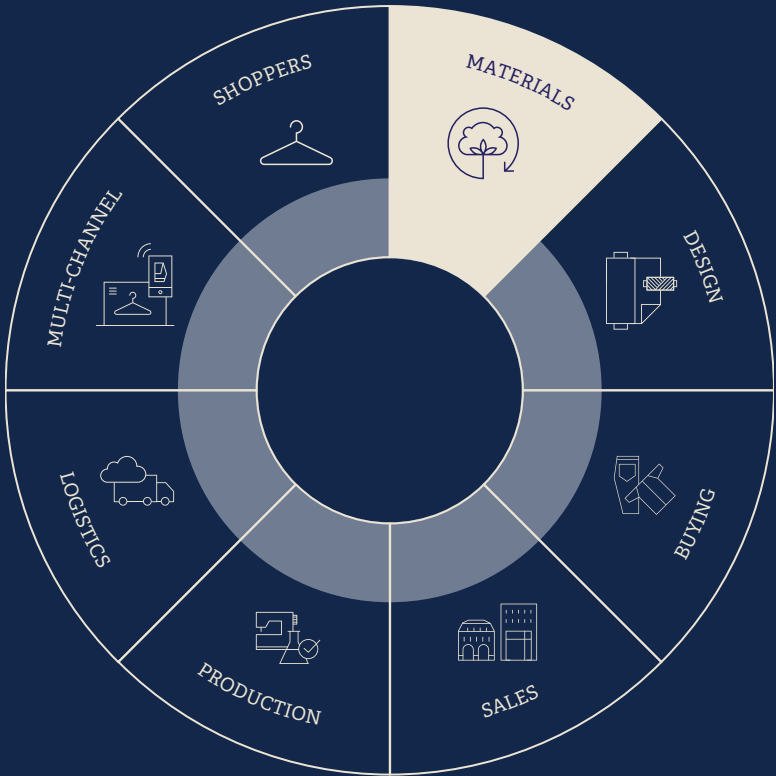 MATERIALS
DESIGN
BUYING
SALES
PRODUCTION
LOGISTICS
MULTI-CHANNEL
SHOPPERS